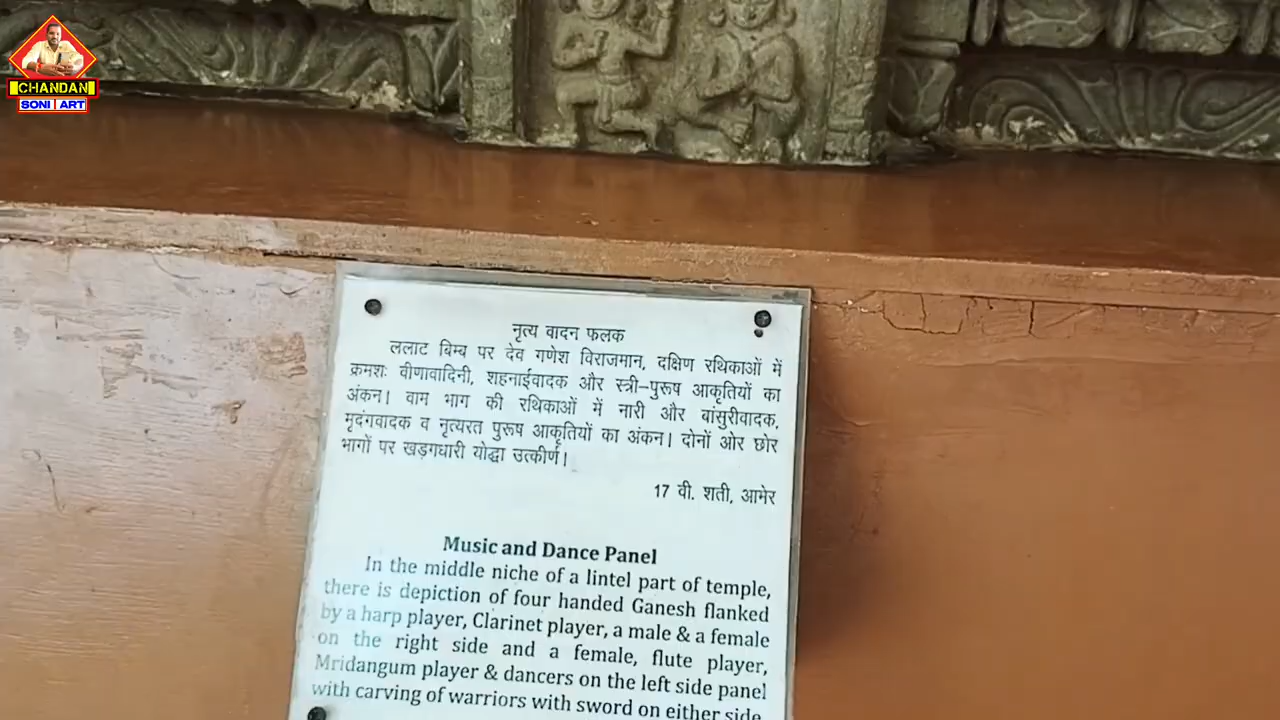 CHANDAN
SONI ART
नृत्य वादन फलक
ललाट बिम्ब पर देव गणेश विराजमान, दक्षिण रथिकाओं में
क्रमशः वीणावादिनी, शहनाईवादक और स्त्री–पुरूष आकृतियों का
अंकन। वाम भाग की रथिकाओं में नारी और बांसुरीवादक,
मृदंगवादक व नृत्यरत पुरूष आकृतियों का अंकन। दोनों ओर छोर
भागों पर खड़गधारी योद्धा उत्कीर्ण।
17 वी. शती, आमेर
Music and Dance Panel
In the middle niche of a lintel part of temple,
there is depiction of four handed Ganesh flanked
by a harp player, Clarinet player, a male & a female
on the right side and a female, flute player,
Mridangum player & dancers on the left side panel
with carving of warriors with sword on either side